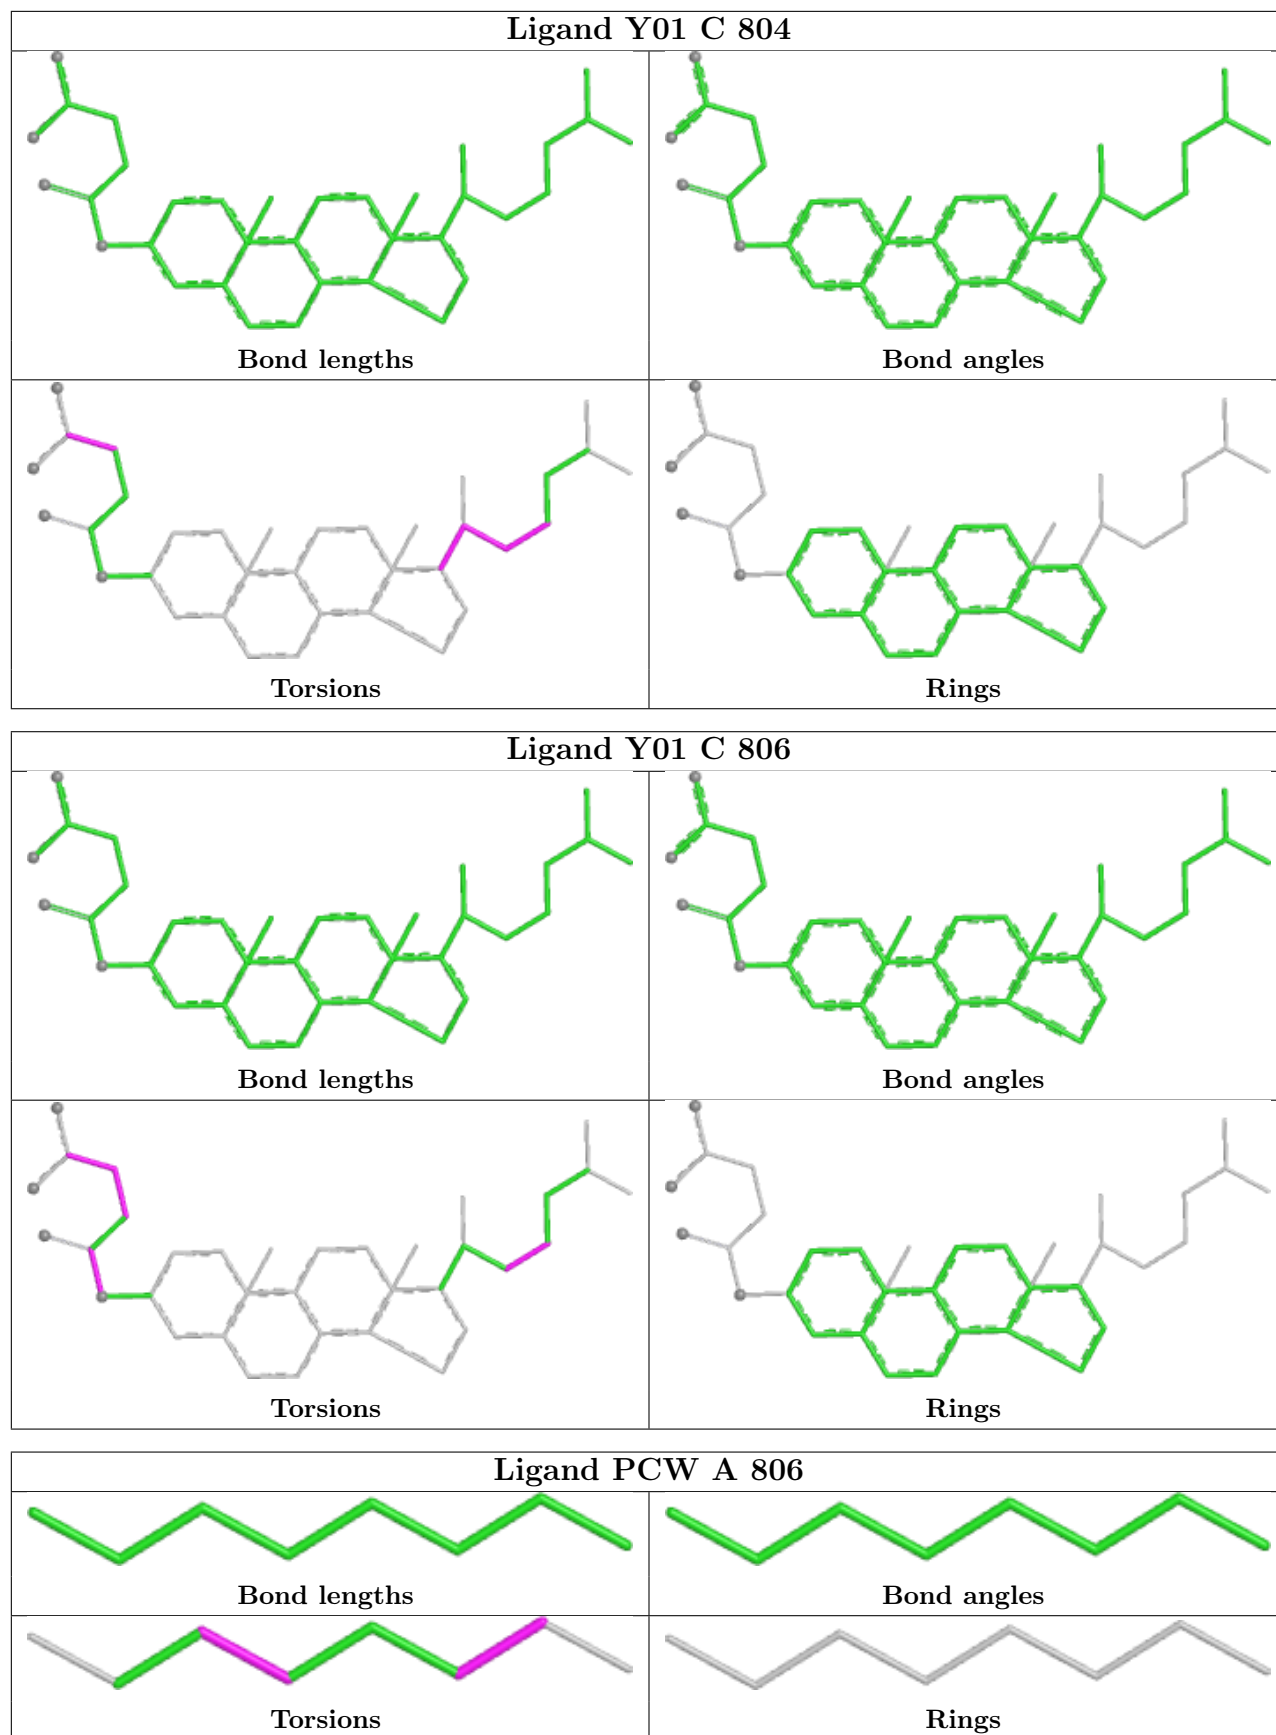 Ligand Y01 C 804
Bond lengths
Bond angles
Torsions
Rings
Ligand Y01 C 806
Bond lengths
Bond angles
Torsions
Rings
Ligand PCW A 806
Bond lengths
Bond angles
Torsions
Rings